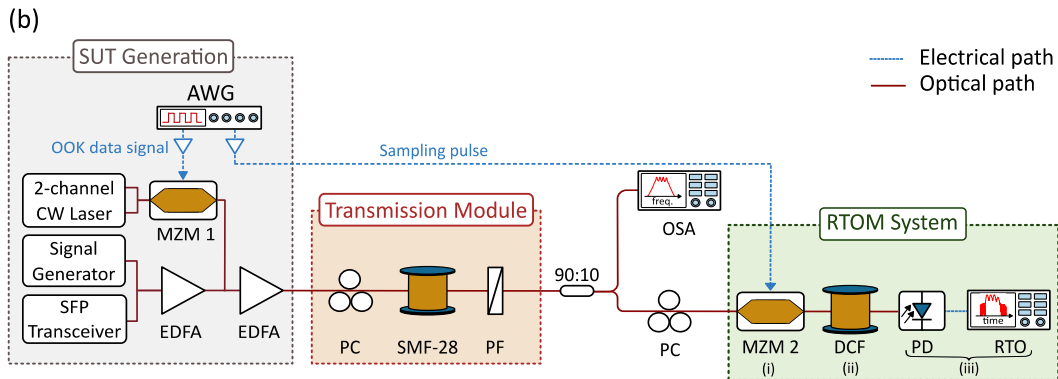 (b)
SUT Generation
AWG
OOK data signal
Sampling pulse
Electrical path
Optical path
2-channel
CW Laser
MZM 1
Signal
Generator
SFP
Transceiver
EDFA
EDFA
Transmission Module
PC
SMF-28
PF
90:10
freq.
OSA
PC
RTOM System
MZM 2
(i)
DCF
(ii)
PD
time
RTO
(iii)